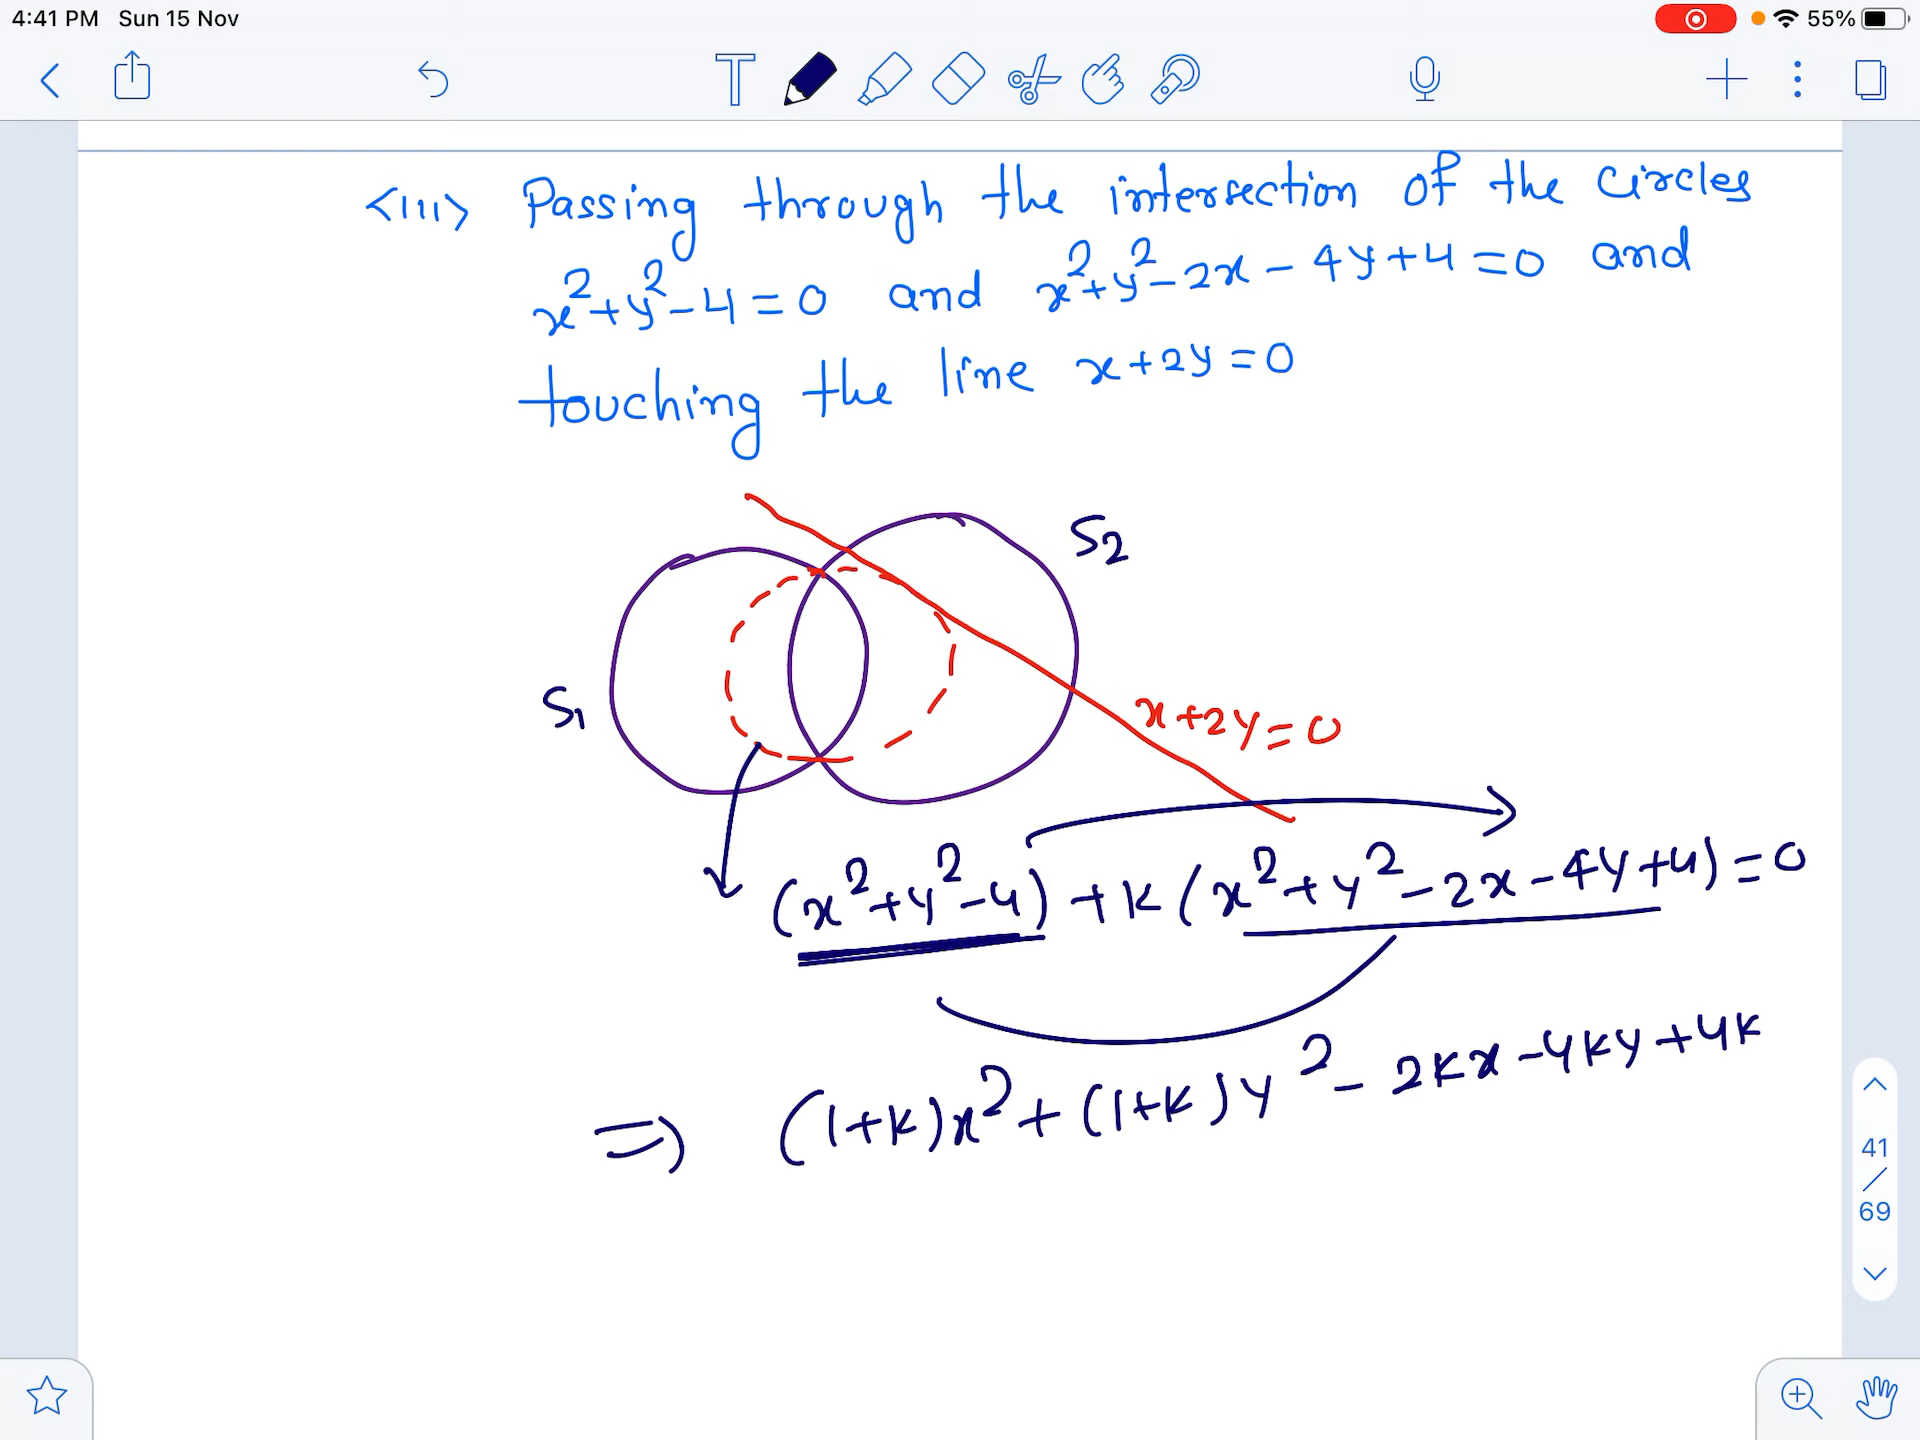 4:41 PM Sun 15 Nov
55%
<111> Passing through the intersection of the circles
x²+y²-4=0 and x²+y²-2x-4y+4=0 and
touching the line x+2y=0
S₂
S₁
x+2y=0
(x²+y²-4)+k(x²+y²-2x-4y+4)=0
⇒ (1+k)x²+(1+k)y²-2kx-4ky+4k
41
/
69